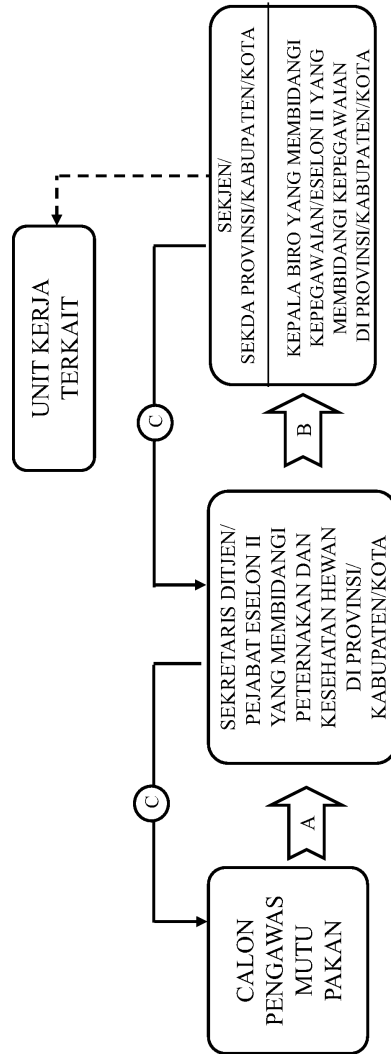 UNIT KERJA
TERKAIT
C
C
CALON
PENGAWAS
MUTU
PAKAN
A
SEKRETARIS DITJEN/
PEJABAT ESELON II
YANG MEMBIDANGI
PETERNAKAN DAN
KESEHATAN HEWAN
DI PROVINSI/
KABUPATEN/KOTA
B
SEKJEN/
SEKDA PROVINSI/KABUPATEN/KOTA
KEPALA BIRO YANG MEMBIDANGI
KEPEGAWAIAN/ESELON II YANG
MEMBIDANGI KEPEGAWAIAN
DI PROVINSI/KABUPATEN/KOTA